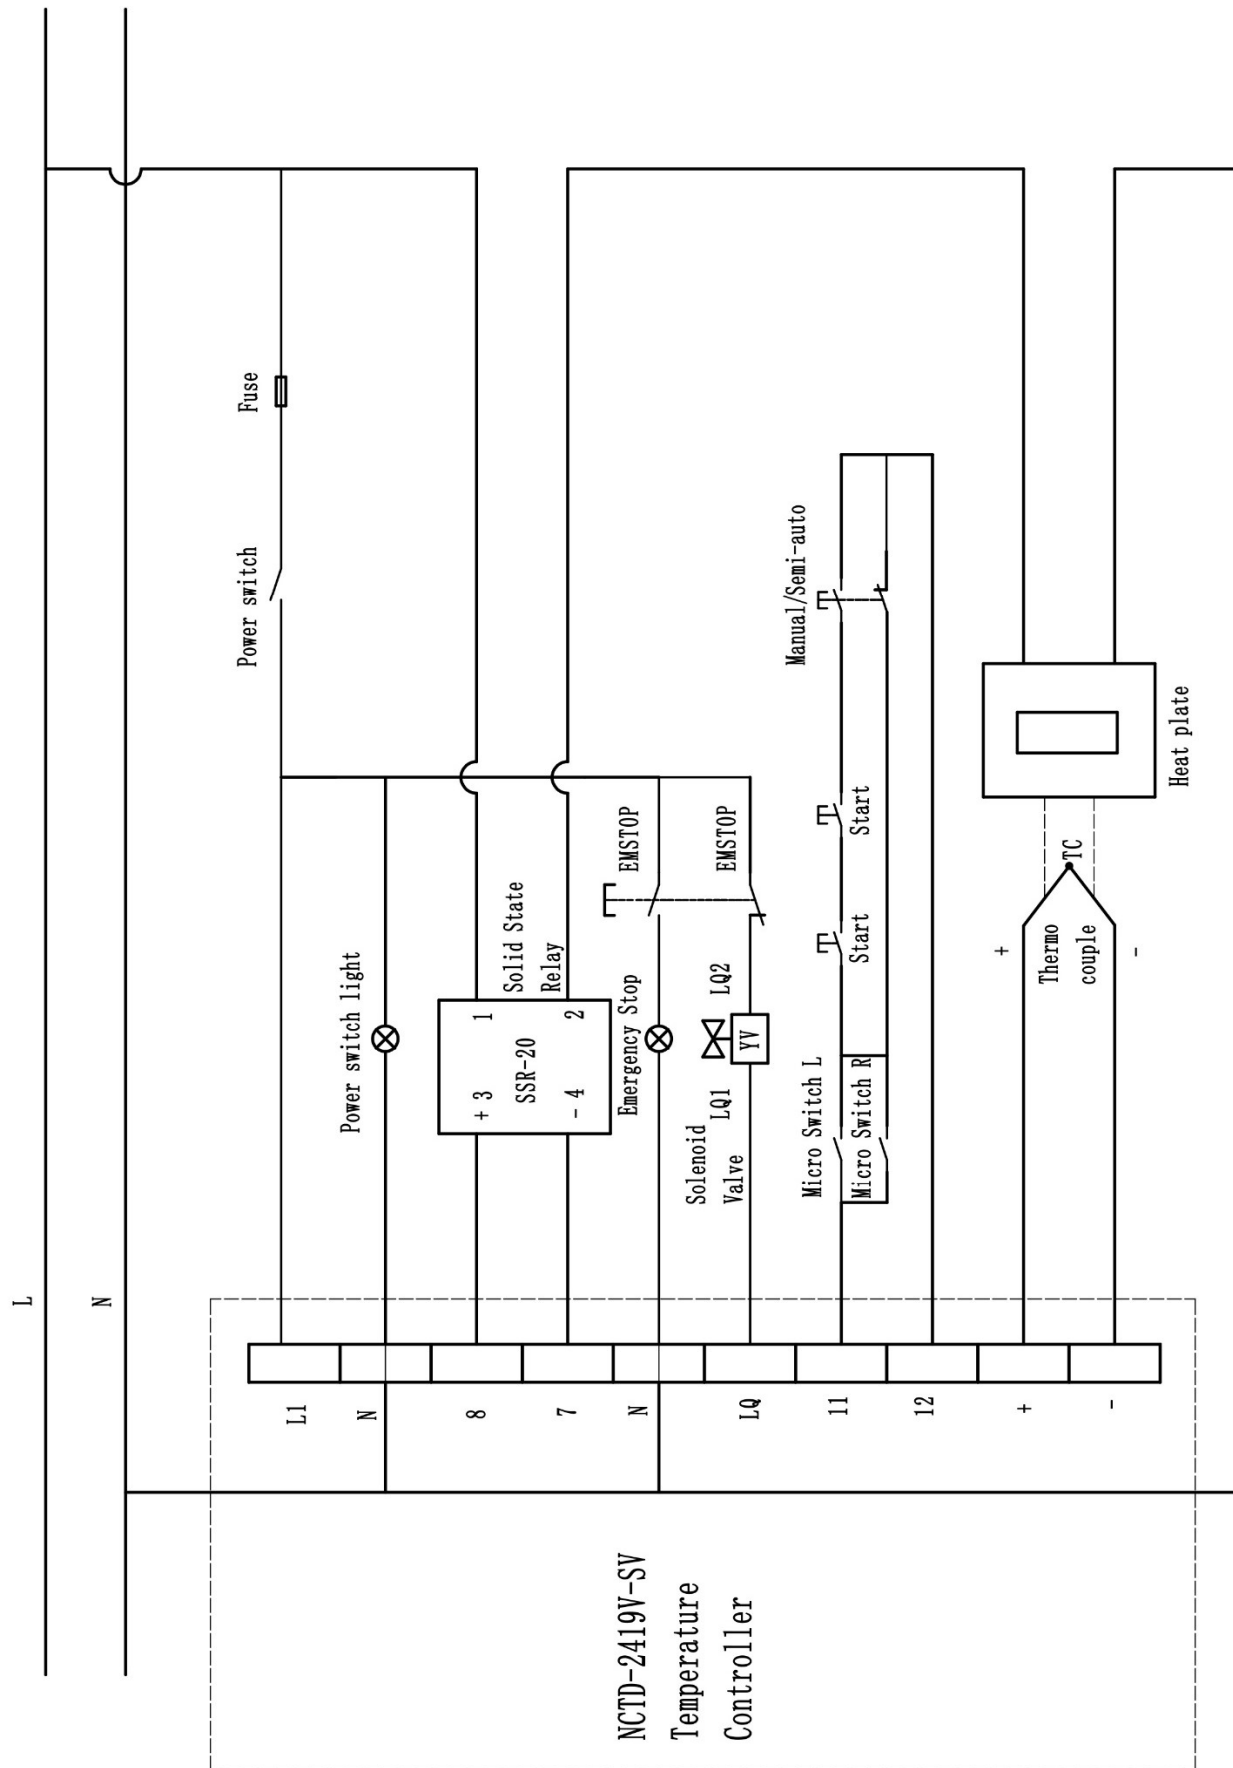 L
N
Fuse
Power switch
Power switch light
Solid State
Relay
1
2
SSR-20
+ 3
- 4
Emergency Stop
EMSTOP
EMSTOP
LQ2
LQ1
YV
Solenoid
Valve
Manual/Semi-auto
Start
Start
Micro Switch L
Micro Switch R
Heat plate
TC
Thermo
couple
+
-
L1
N
8
7
N
LQ
11
12
+
-
NCTD-2419V-SV
Temperature
Controller